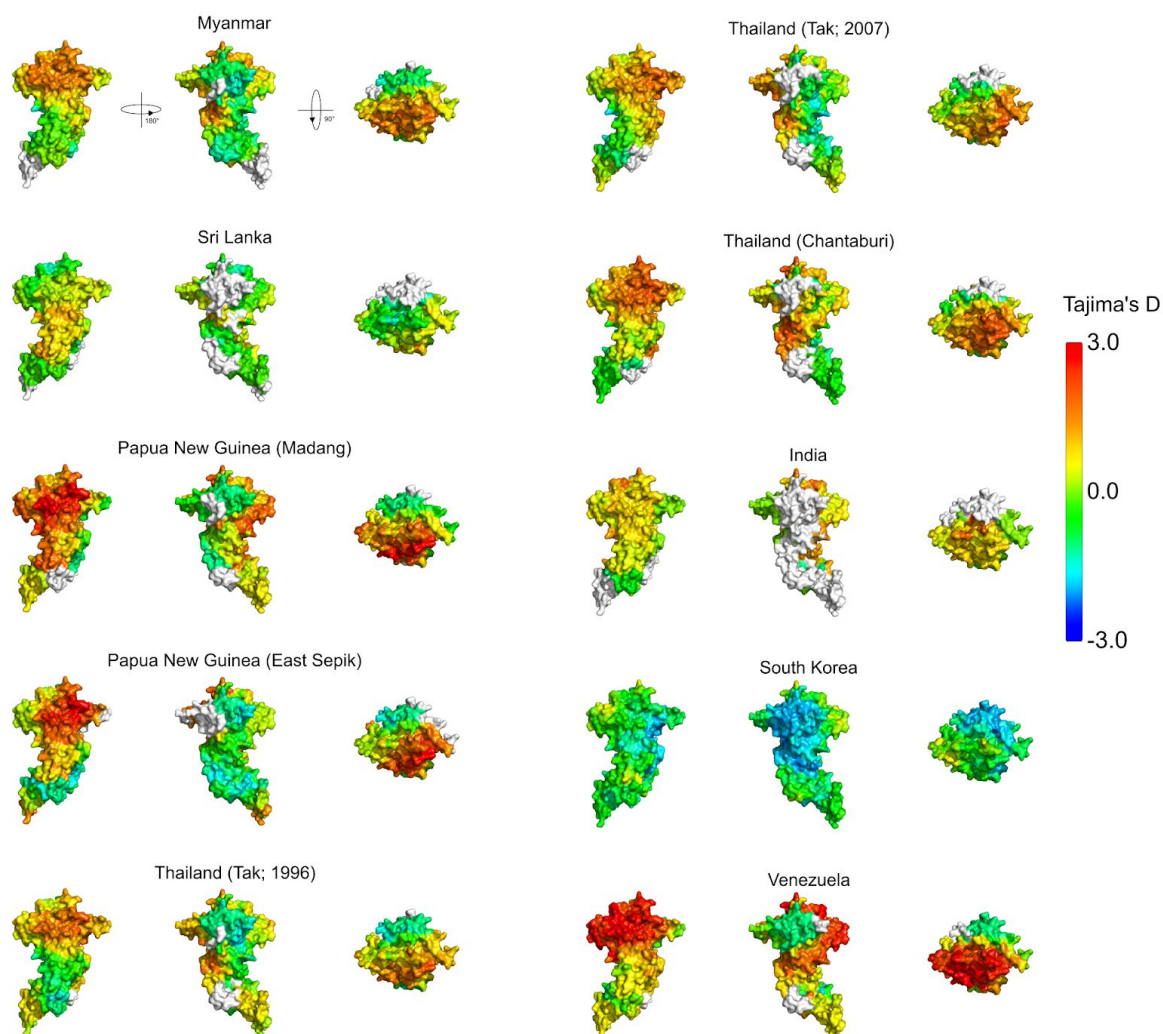 Myanmar
180°
90°
Thailand (Tak; 2007)
Sri Lanka
Thailand (Chantaburi)
Tajima's D
3.0
0.0
-3.0
Papua New Guinea (Madang)
India
Papua New Guinea (East Sepik)
South Korea
Thailand (Tak; 1996)
Venezuela